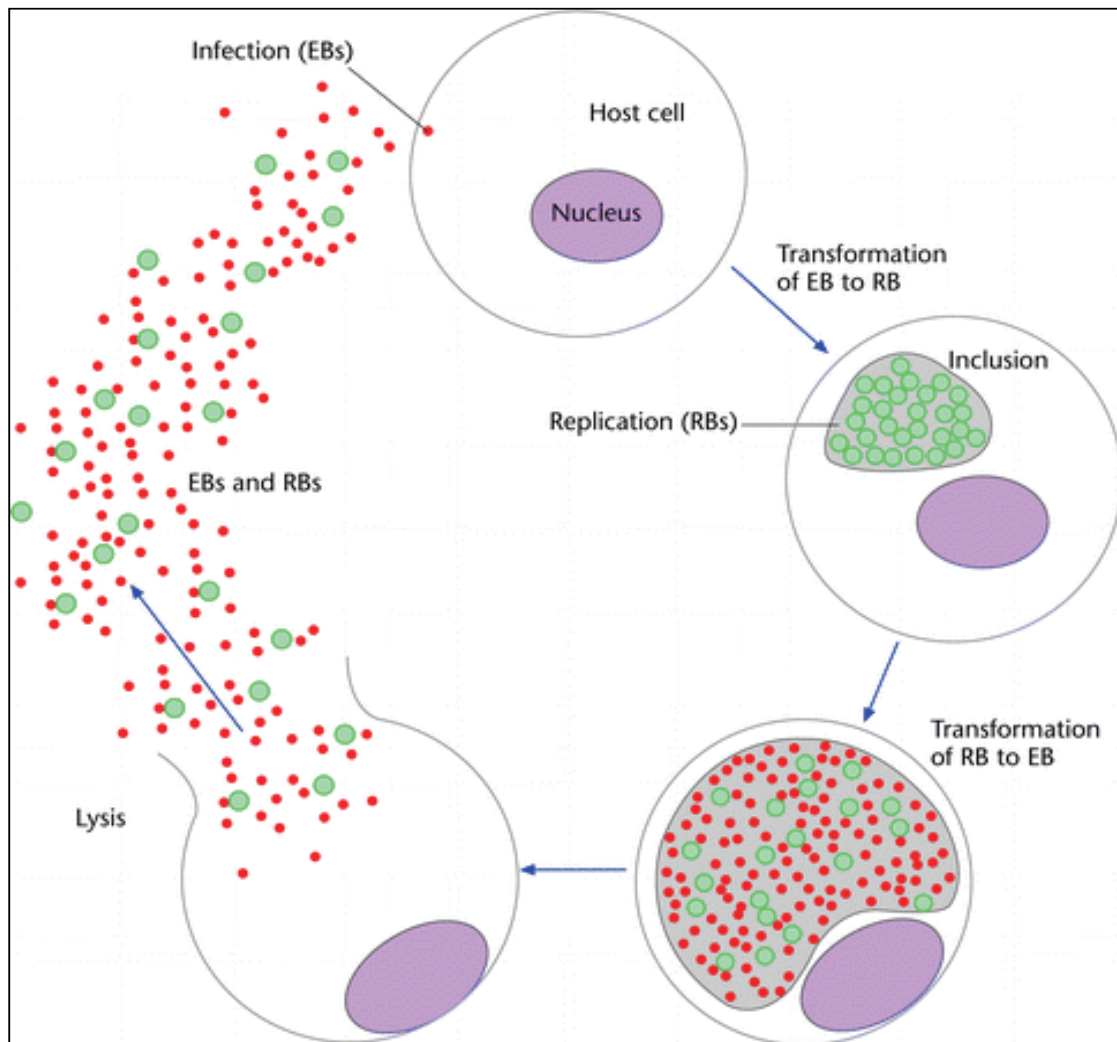 Infection (EBs)
Host cell
Nucleus
Transformation
of EB to RB
Inclusion
Replication (RBs)
EBs and RBs
Transformation
of RB to EB
Lysis